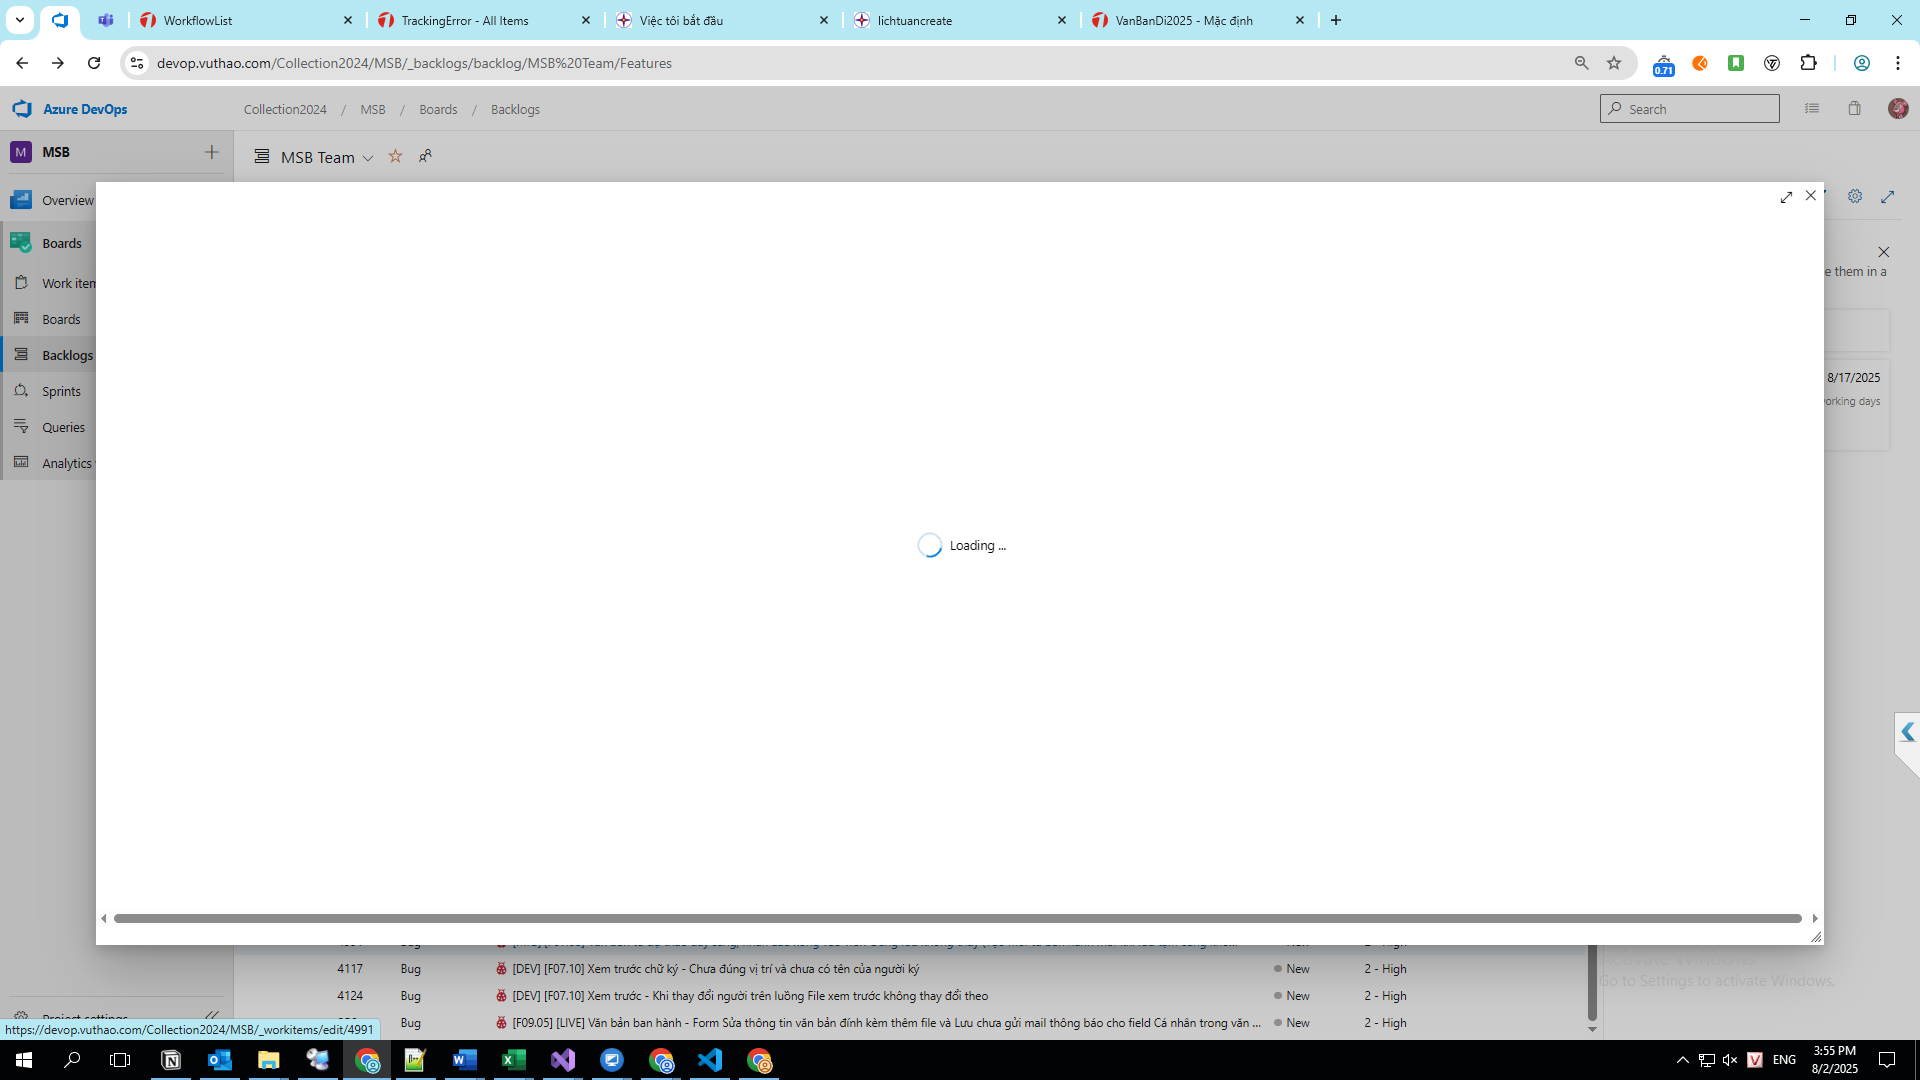 WorkflowList
TrackingError - All Items
Việc tôi bắt đầu
lichtuancreate
VanBanDi2025 - Mặc định
devop.vuthao.com/Collection2024/MSB/_backlogs/backlog/MSB%20Team/Features
0.71
Azure DevOps
Collection2024 / MSB / Boards / Backlogs
Search
M MSB
MSB Team
Overview
Boards
Work item
Boards
Backlogs
Sprints
Queries
Analytics
e them in a
8/17/2025
working days
Loading ...
4117 Bug [DEV] [F07.10] Xem trước chữ ký - Chưa đúng vị trí và chưa có tên của người ký New 2 - High
4124 Bug [DEV] [F07.10] Xem trước - Khi thay đổi người trên luồng File xem trước không thay đổi theo New 2 - High
Bug [F09.05] [LIVE] Văn bản ban hành - Form Sửa thông tin văn bản đính kèm thêm file và Lưu chưa gửi mail thông báo cho field Cá nhân trong văn ... New 2 - High
Activate Windows
Go to Settings to activate Windows.
Project settings
https://devop.vuthao.com/Collection2024/MSB/_workitems/edit/4991
ENG
3:55 PM
8/2/2025